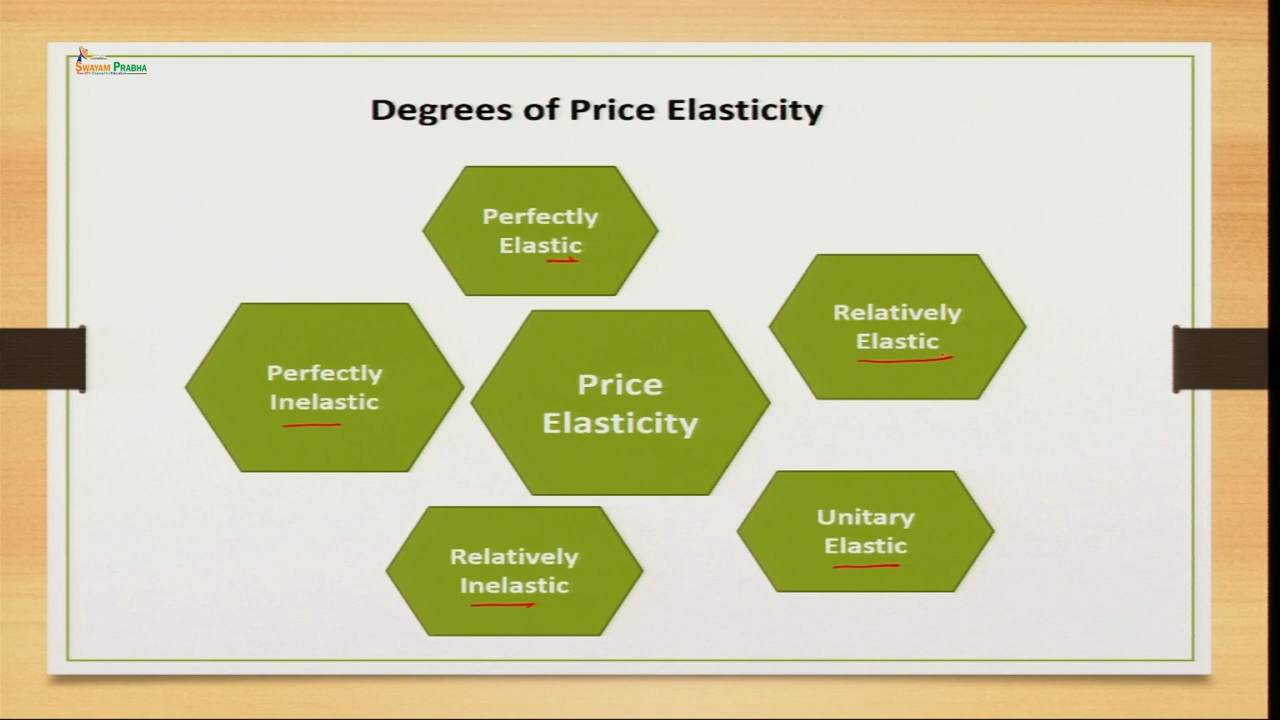 SWAYAM PRABHA
Degrees of Price Elasticity
Perfectly
Elastic
Relatively
Elastic
Perfectly
Inelastic
Price
Elasticity
Unitary
Elastic
Relatively
Inelastic